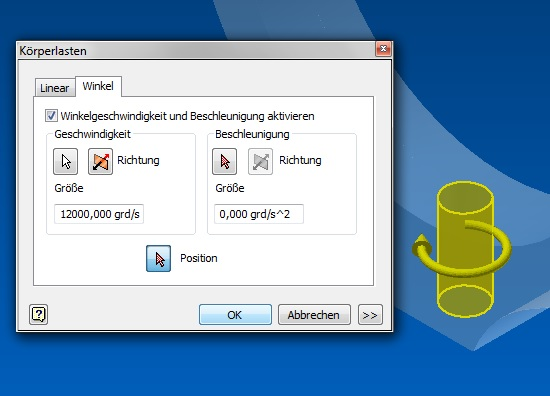 Körperlasten
Linear
Winkel
Winkelgeschwindigkeit und Beschleunigung aktivieren
Geschwindigkeit
Richtung
Größe
12000,000 grd/s
Beschleunigung
Richtung
Größe
0,000 grd/s^2
Position
OK
Abbrechen
>>